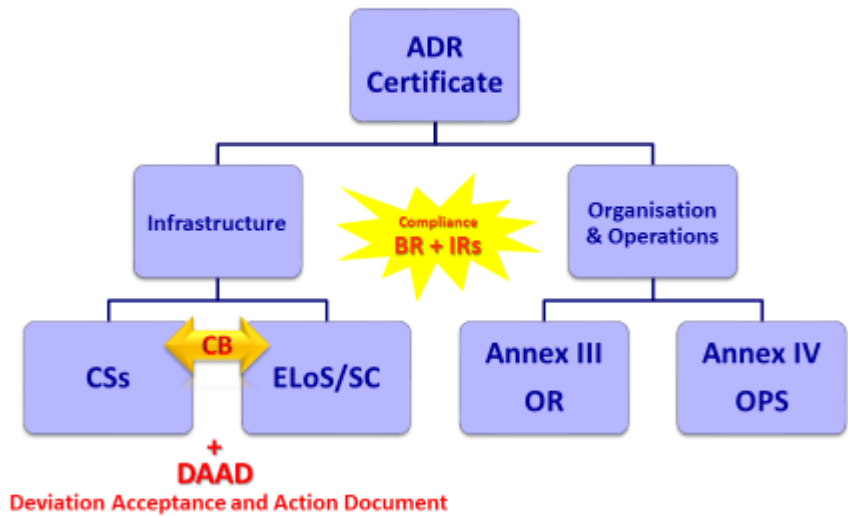 ADR
Certificate
Infrastructure
Compliance
BR + IRs
Organisation
& Operations
CSs
CB
ELoS/SC
Annex III
OR
Annex IV
OPS
+
DAAD
Deviation Acceptance and Action Document